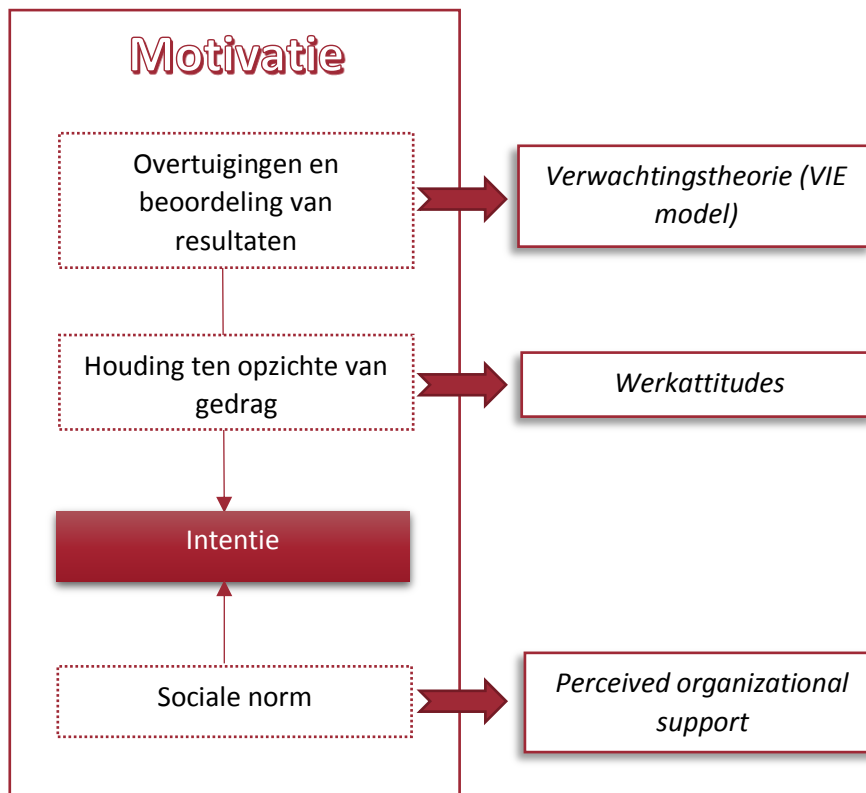 Motivatie
Overtuigingen en
beoordeling van
resultaten
Verwachtingstheorie (VIE
model)
Houding ten opzichte van
gedrag
Werkattitudes
Intentie
Sociale norm
Perceived organizational
support